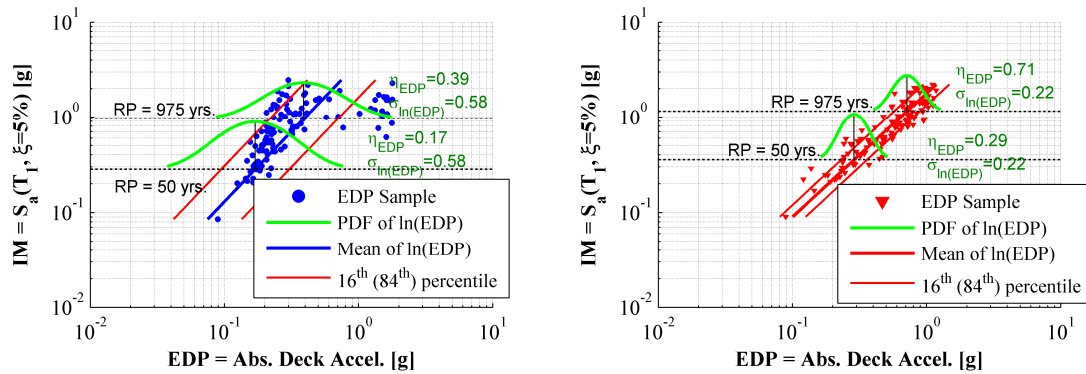 10^1
10^0
10^-1
10^-2
IM = S_a(T_1, ξ=5%) [g]
η_EDP=0.39
σ_ln(EDP)=0.58
RP = 975 yrs.
η_EDP=0.17
σ_ln(EDP)=0.58
RP = 50 yrs.
EDP Sample
PDF of ln(EDP)
Mean of ln(EDP)
16^th (84^th) percentile
10^-2 10^-1 10^0 10^1
EDP = Abs. Deck Accel. [g]
10^1
10^0
10^-1
10^-2
IM = S_a(T_1, ξ=5%) [g]
η_EDP=0.71
σ_ln(EDP)=0.22
RP = 975 yrs.
η_EDP=0.29
σ_ln(EDP)=0.22
RP = 50 yrs.
EDP Sample
PDF of ln(EDP)
Mean of ln(EDP)
16^th (84^th) percentile
10^-2 10^-1 10^0 10^1
EDP = Abs. Deck Accel. [g]